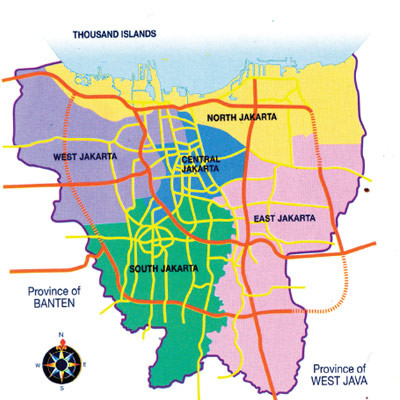 THOUSAND ISLANDS
NORTH JAKARTA
WEST JAKARTA
CENTRAL
JAKARTA
EAST JAKARTA
SOUTH JAKARTA
Province of
BANTEN
N
W
E
S
Province of
WEST JAVA